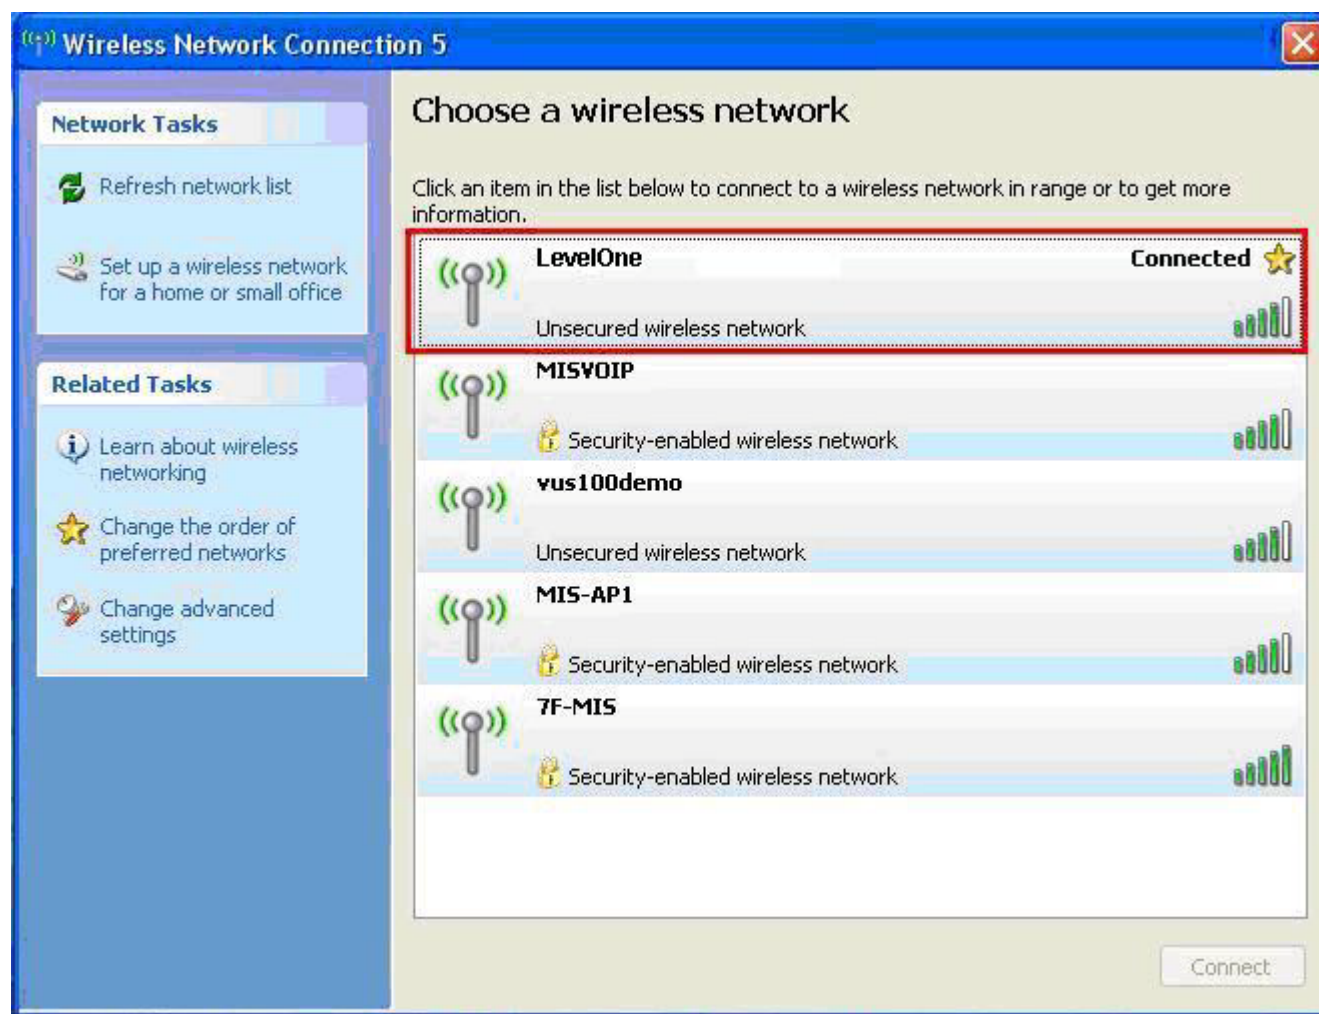 Wireless Network Connection 5
Network Tasks
Refresh network list
Set up a wireless network
for a home or small office
Related Tasks
Learn about wireless
networking
Change the order of
preferred networks
Change advanced
settings
Choose a wireless network
Click an item in the list below to connect to a wireless network in range or to get more
information.
LevelOne Connected
Unsecured wireless network
MISVOIP
Security-enabled wireless network
vus100demo
Unsecured wireless network
MIS-AP1
Security-enabled wireless network
7F-MIS
Security-enabled wireless network
Connect